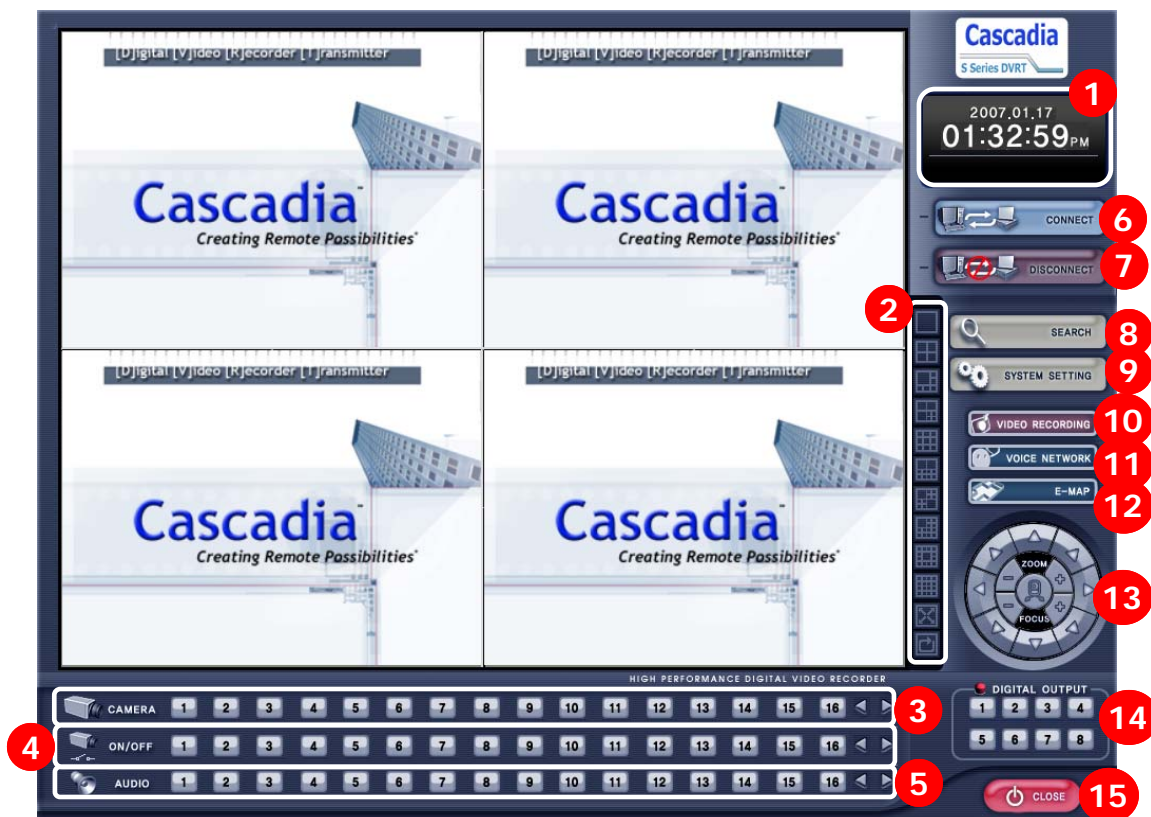 [D]igital [V]ideo [R]ecorder [T]ransmitter
Cascadia
Creating Remote Possibilities
[D]igital [V]ideo [R]ecorder [T]ransmitter
Cascadia
Creating Remote Possibilities
[D]igital [V]ideo [R]ecorder [T]ransmitter
Cascadia
Creating Remote Possibilities
[D]igital [V]ideo [R]ecorder [T]ransmitter
Cascadia
Creating Remote Possibilities
Cascadia
S Series DVRT
1
2007.01.17
01:32:59 PM
CONNECT 6
DISCONNECT 7
2
SEARCH 8
SYSTEM SETTING 9
VIDEO RECORDING 10
VOICE NETWORK 11
E-MAP 12
ZOOM
- +
- +
FOCUS
13
HIGH PERFORMANCE DIGITAL VIDEO RECORDER
CAMERA 1 2 3 4 5 6 7 8 9 10 11 12 13 14 15 16 3
4 ON/OFF 1 2 3 4 5 6 7 8 9 10 11 12 13 14 15 16
AUDIO 1 2 3 4 5 6 7 8 9 10 11 12 13 14 15 16 5
DIGITAL OUTPUT
1 2 3 4
5 6 7 8
14
CLOSE 15